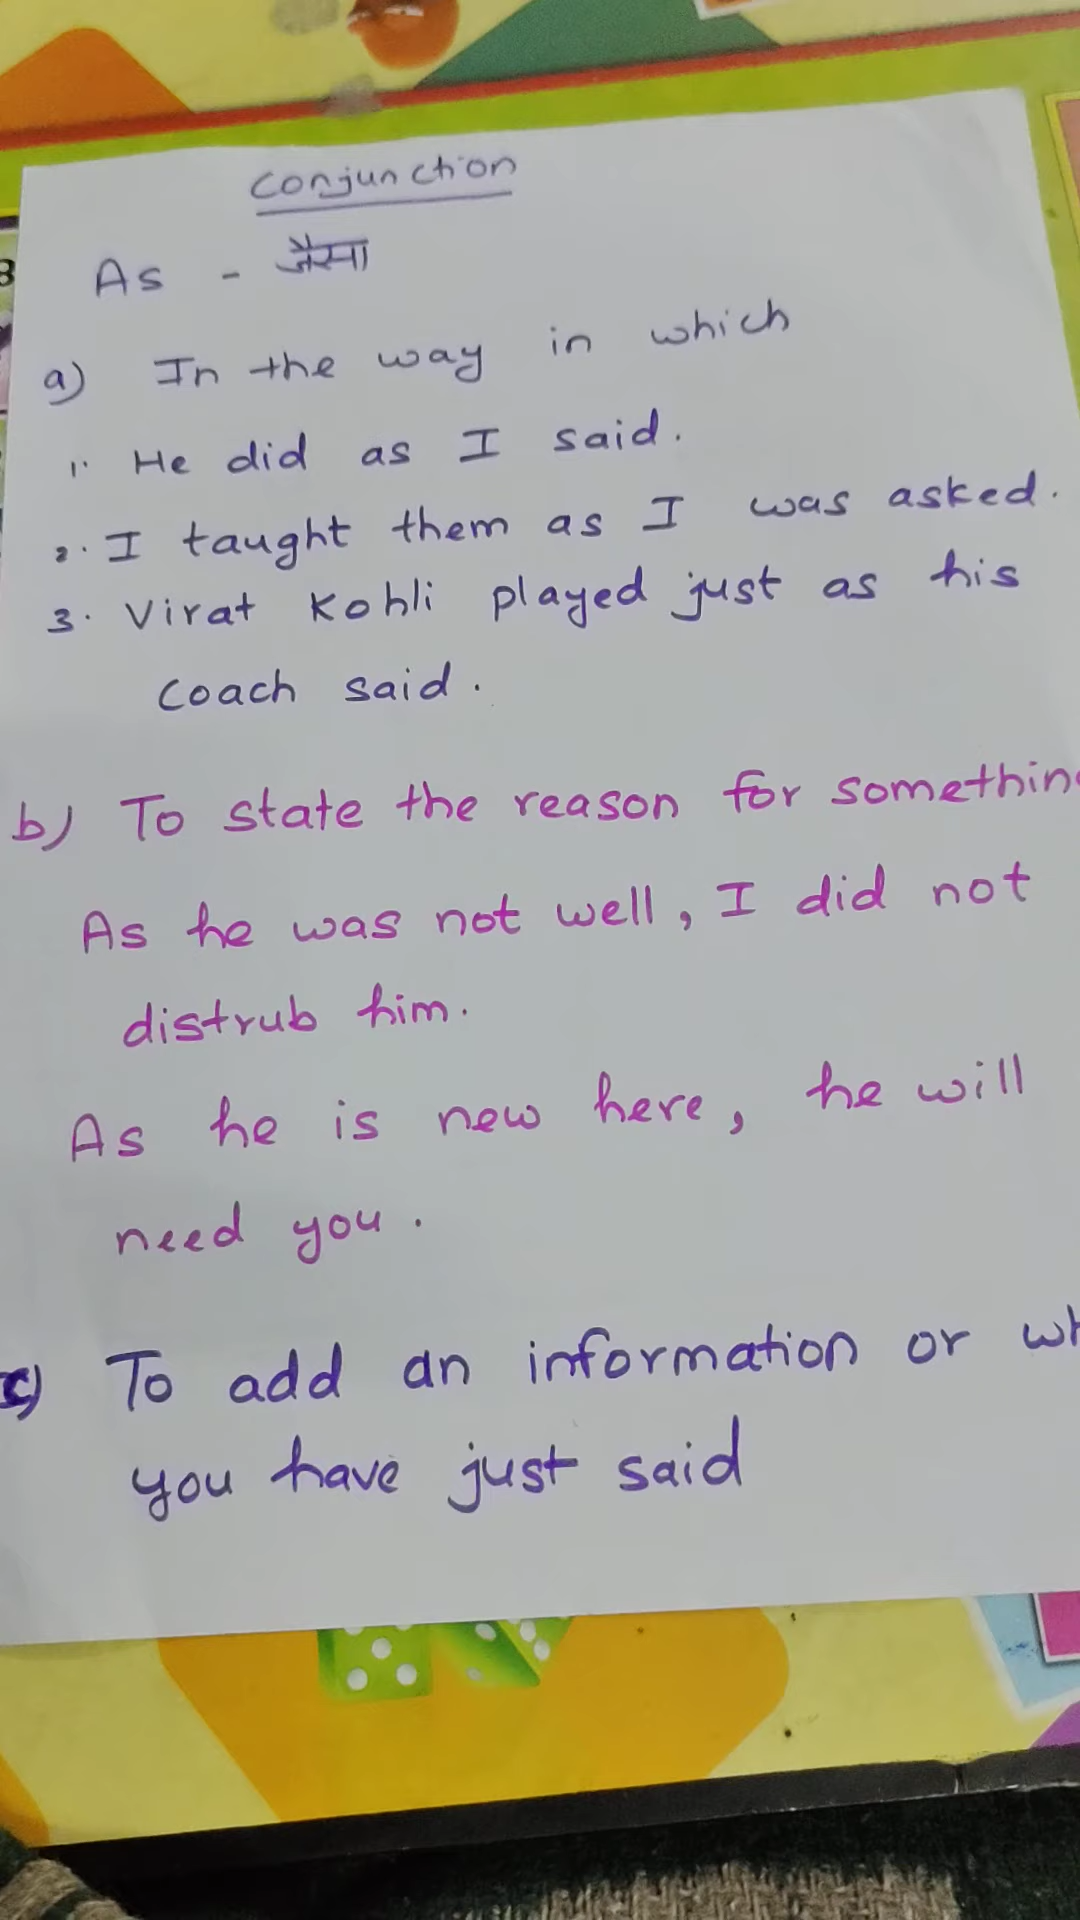 Conjunction
As - जैसा
a) In the way in which
1. He did as I said.
2. I taught them as I was asked.
3. Virat Kohli played just as his
Coach said.
b) To state the reason for somethin
As he was not well, I did not
distrub him.
As he is new here, he will
need you.
c) To add an information or wh
you have just said